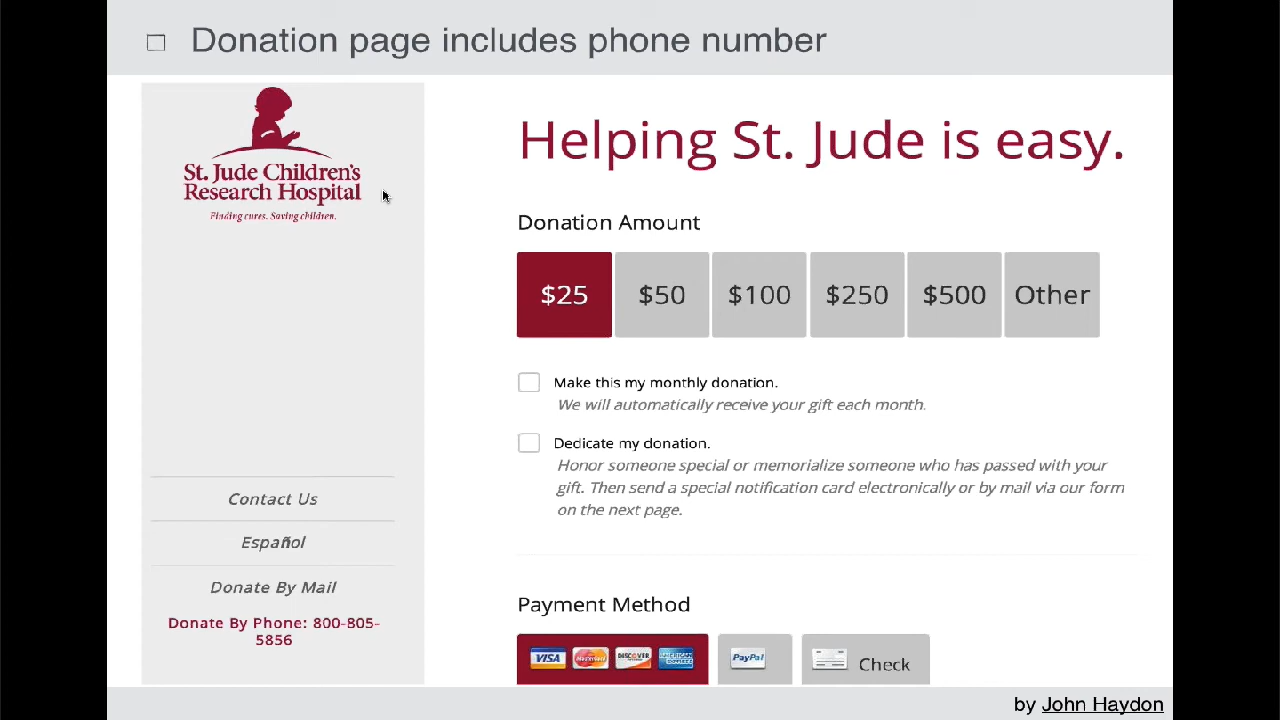 Donation page includes phone number
St. Jude Children's
Research Hospital
Finding cures. Saving children.
Contact Us
Español
Donate By Mail
Donate By Phone: 800-805-
5856
Helping St. Jude is easy.
Donation Amount
$25 $50 $100 $250 $500 Other
Make this my monthly donation.
We will automatically receive your gift each month.
Dedicate my donation.
Honor someone special or memorialize someone who has passed with your
gift. Then send a special notification card electronically or by mail via our form
on the next page.
Payment Method
VISA MasterCard DISCOVER AMERICAN EXPRESS PayPal Check
by John Haydon